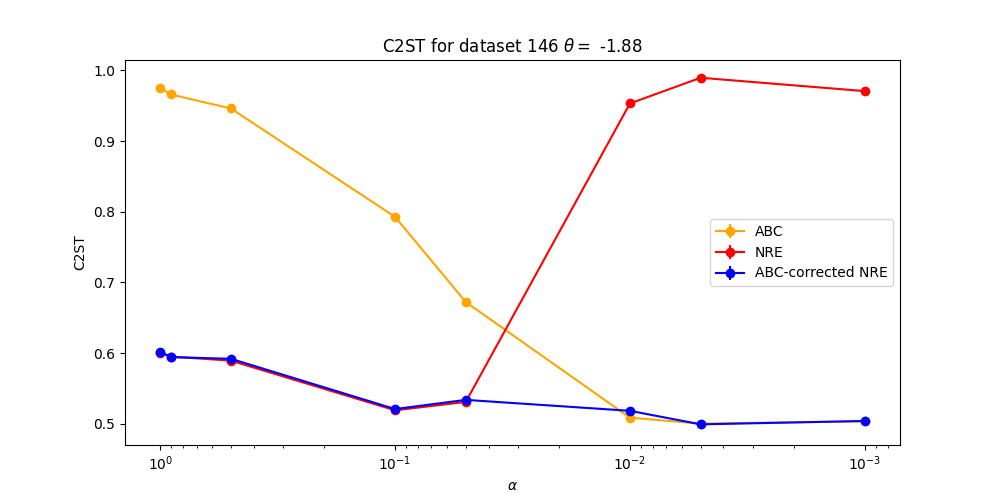 C2ST for dataset 146 θ = -1.88
C2ST
1.0
0.9
0.8
0.7
0.6
0.5
ABC
NRE
ABC-corrected NRE
10⁰
10⁻¹
10⁻²
10⁻³
α